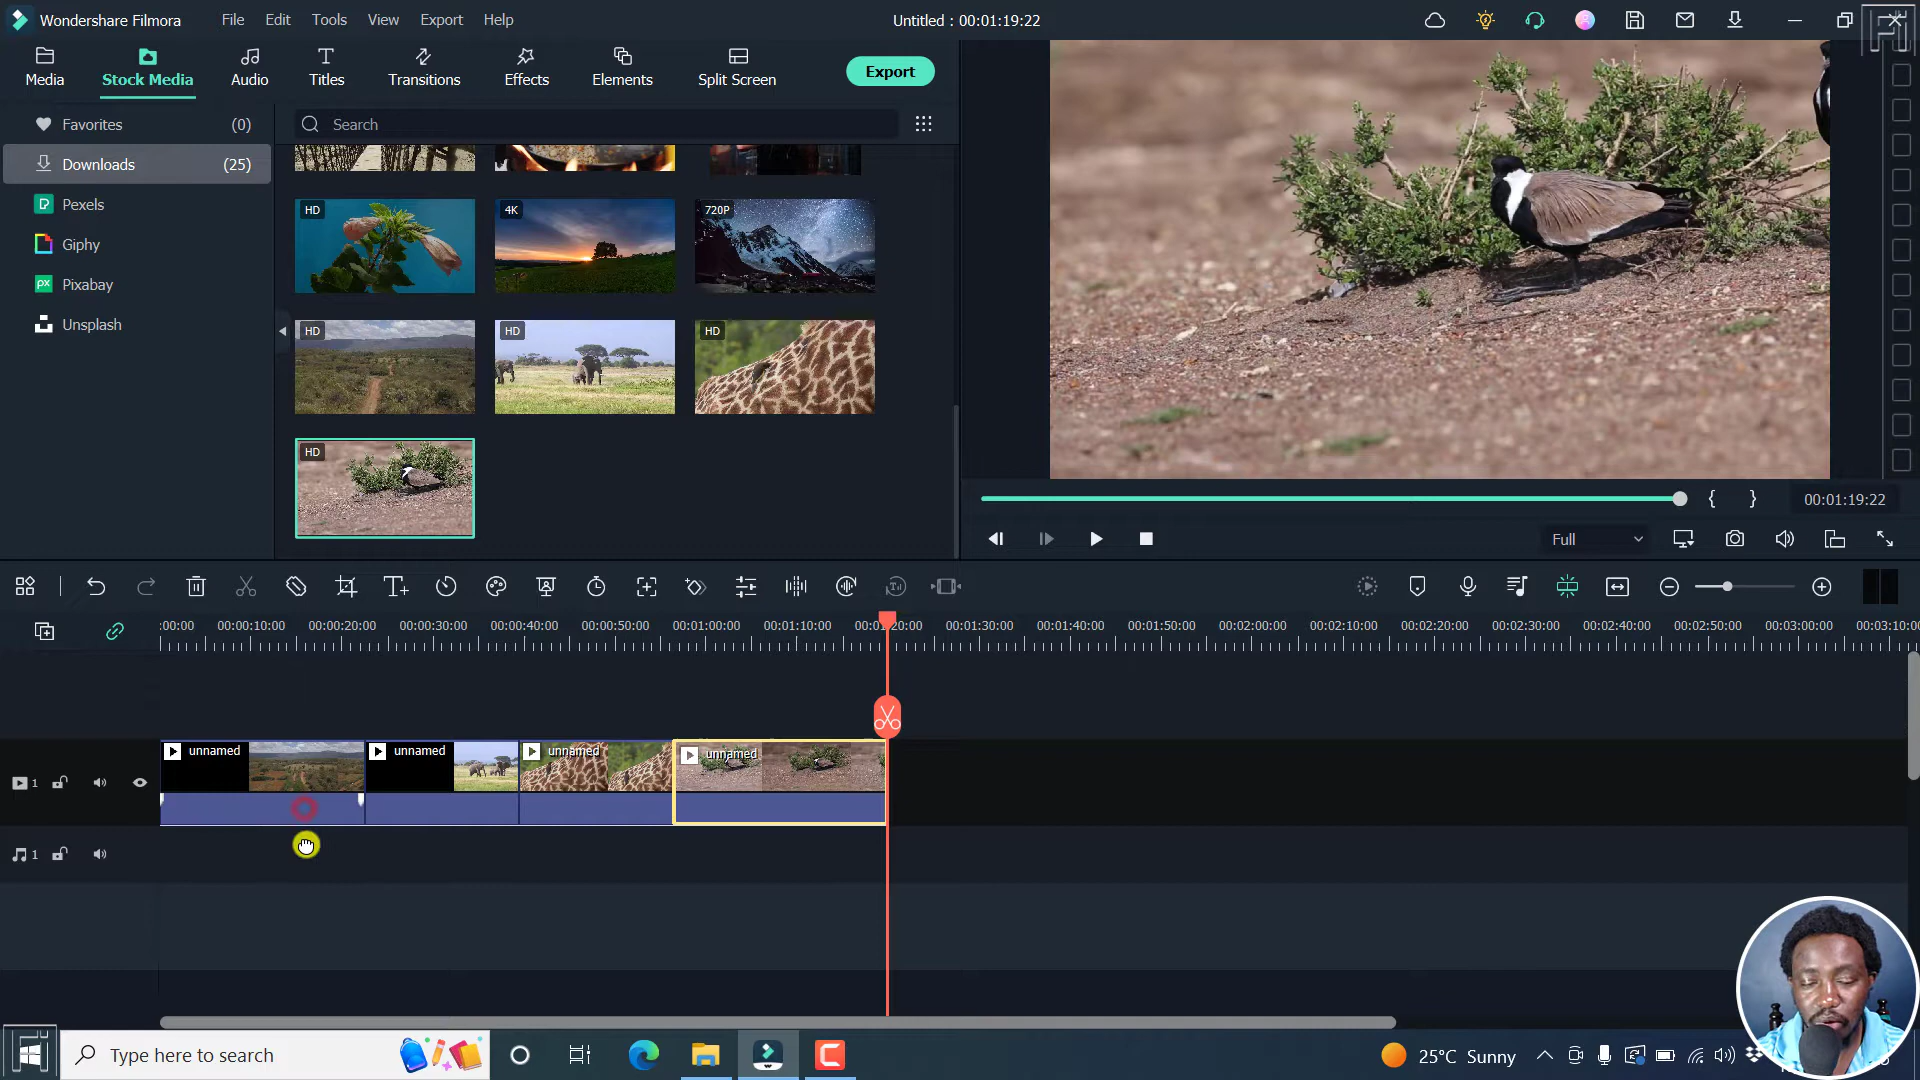 Wondershare Filmora
File Edit Tools View Export Help
Untitled : 00:01:19:22
Media Stock Media Audio Titles Transitions Effects Elements Split Screen
Export
Favorites (0)
Downloads (25)
Pexels
Giphy
Pixabay
Unsplash
Search
HD 4K 720P
HD HD HD
HD
00:01:19:22
Full
:00:00 00:00:10:00 00:00:20:00 00:00:30:00 00:00:40:00 00:00:50:00 00:01:00:00 00:01:10:00 00:01:20:00 00:01:30:00 00:01:40:00 00:01:50:00 00:02:00:00 00:02:10:00 00:02:20:00 00:02:30:00 00:02:40:00 00:02:50:00 00:03:00:00 00:03:10:00
unnamed unnamed unnamed unnamed
1
1
Type here to search
25°C Sunny